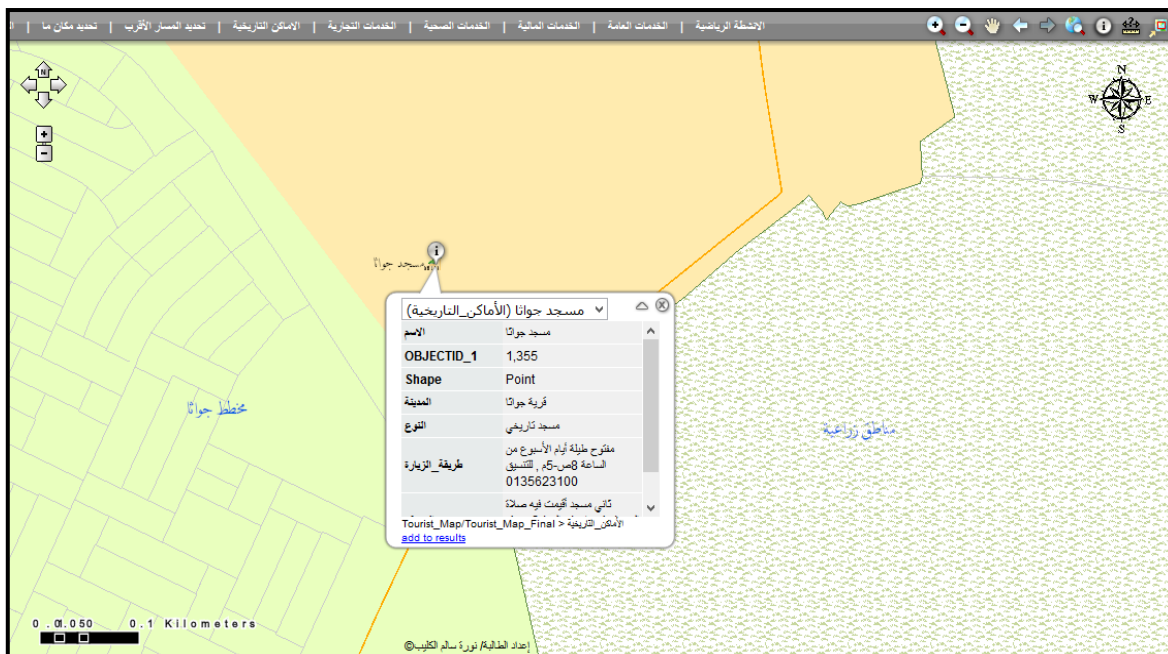 الانشطة الرياضية | الخدمات العامة | الخدمات المالية | الخدمات الصحية | الخدمات التجارية | الاماكن التاريخية | تحديد المسار الأقرب | تحديد مكان ما |
N
N
W E
S
مسجد جواثا
مسجد جواثا (الأماكن_التاريخية)
الاسم مسجد جواثا
OBJECTID_1 1,355
Shape Point
المدينة قرية جواثا
النوع مسجد تاريخي
طريقة_الزيارة مفتوح طيلة أيام الأسبوع من
الساعة 8ص-5م , للتنسيق
0135623100
ثاني مسجد أقيمت فيه صلاة
Tourist_Map/Tourist_Map_Final > الأماكن_التاريخية
add to results
مخطط جواثا
مناطق زراعية
0.1 Kilometers
إعداد الطالبة/ نورة سالم الكليب©